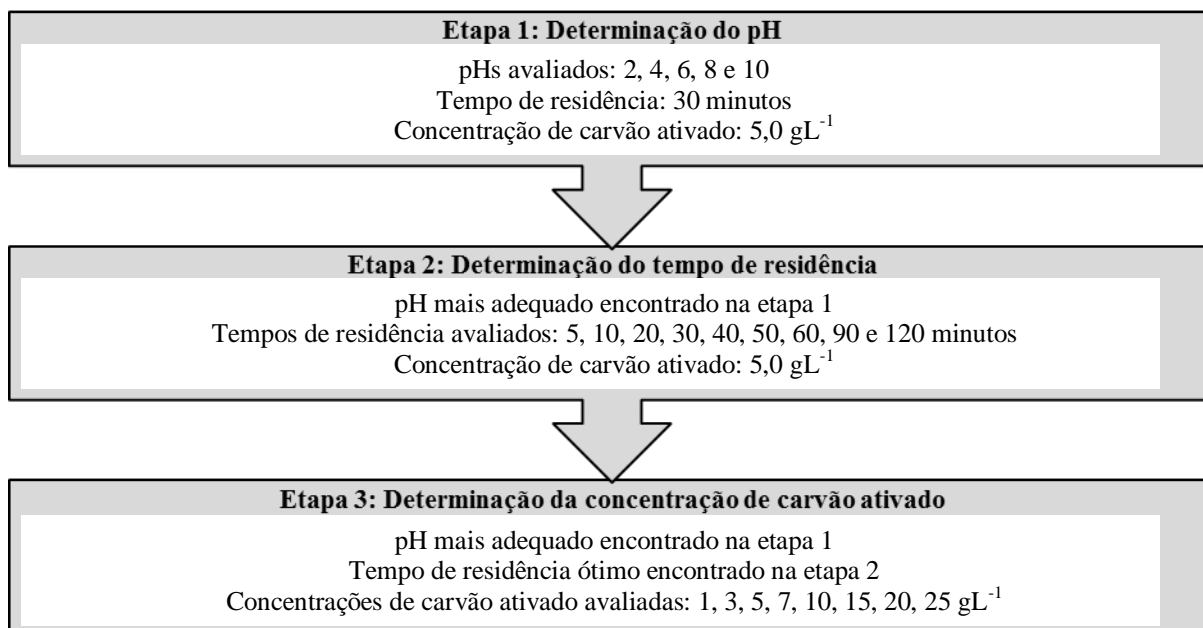 Etapa 1: Determinação do pH
pHs avaliados: 2, 4, 6, 8 e 10
Tempo de residência: 30 minutos
Concentração de carvão ativado: 5,0 gL⁻¹
Etapa 2: Determinação do tempo de residência
pH mais adequado encontrado na etapa 1
Tempos de residência avaliados: 5, 10, 20, 30, 40, 50, 60, 90 e 120 minutos
Concentração de carvão ativado: 5,0 gL⁻¹
Etapa 3: Determinação da concentração de carvão ativado
pH mais adequado encontrado na etapa 1
Tempo de residência ótimo encontrado na etapa 2
Concentrações de carvão ativado avaliadas: 1, 3, 5, 7, 10, 15, 20, 25 gL⁻¹